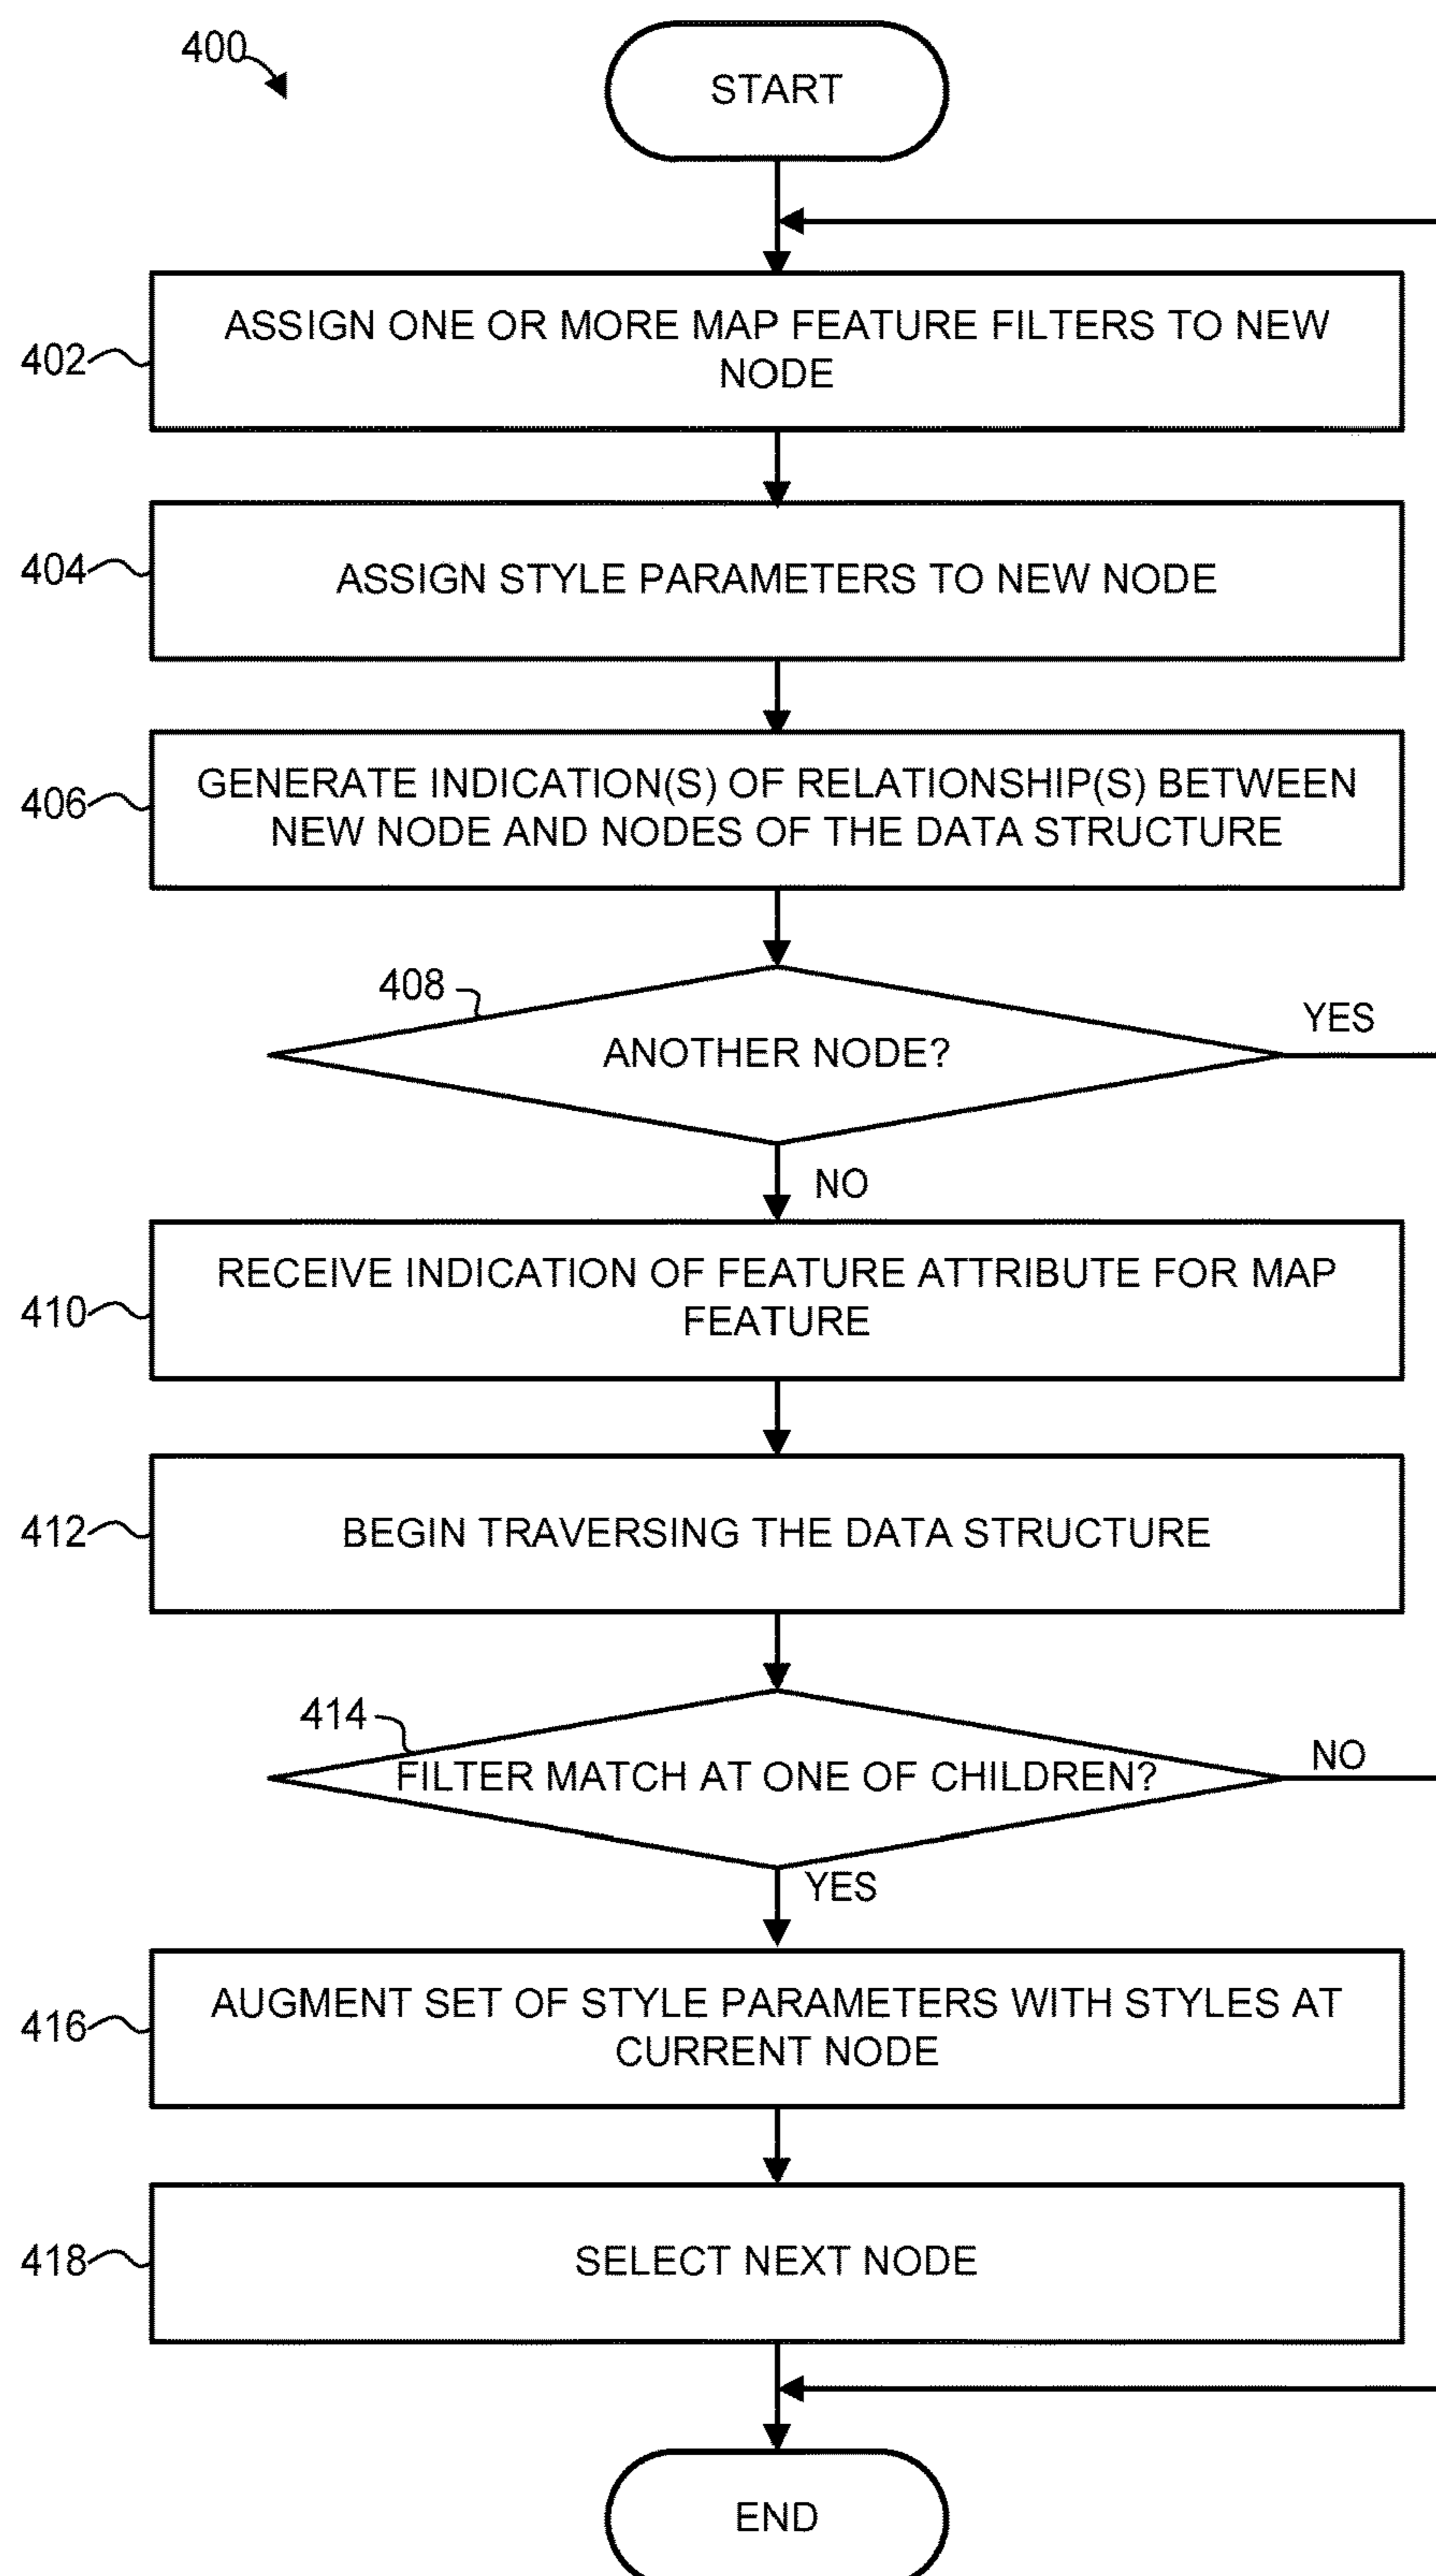 400
START
402
ASSIGN ONE OR MORE MAP FEATURE FILTERS TO NEW
NODE
404
ASSIGN STYLE PARAMETERS TO NEW NODE
406
GENERATE INDICATION(S) OF RELATIONSHIP(S) BETWEEN
NEW NODE AND NODES OF THE DATA STRUCTURE
408
ANOTHER NODE?
YES
NO
410
RECEIVE INDICATION OF FEATURE ATTRIBUTE FOR MAP
FEATURE
412
BEGIN TRAVERSING THE DATA STRUCTURE
414
FILTER MATCH AT ONE OF CHILDREN?
NO
YES
416
AUGMENT SET OF STYLE PARAMETERS WITH STYLES AT
CURRENT NODE
418
SELECT NEXT NODE
END